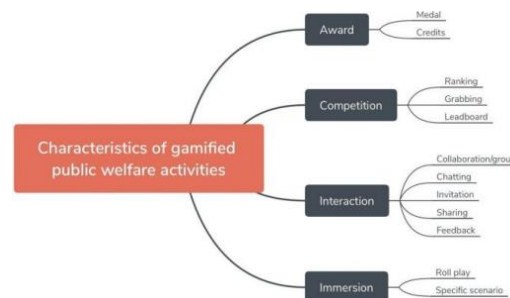 Characteristics of gamified
public welfare activities
Award
Medal
Credits
Competition
Ranking
Grabbing
Leadboard
Interaction
Collaboration/grou
Chatting
Invitation
Sharing
Feedback
Immersion
Roll play
Specific scenario